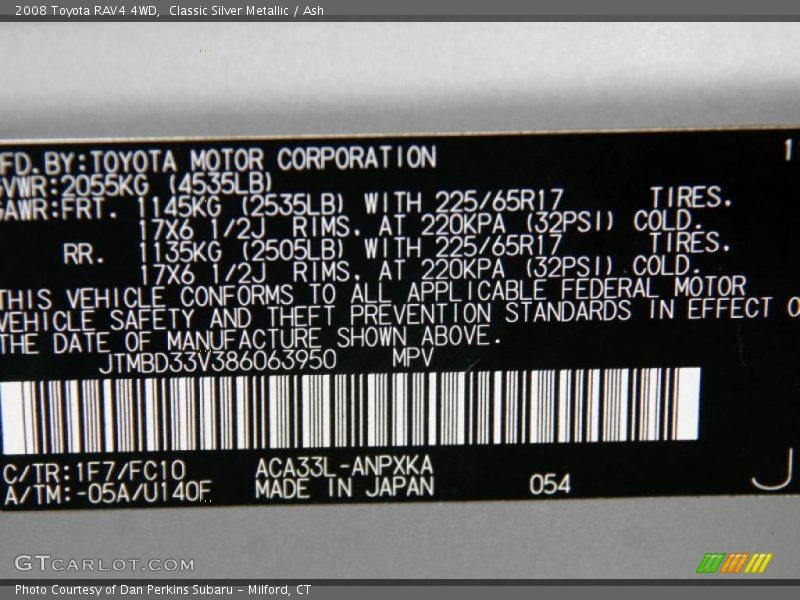 2008 Toyota RAV4 4WD, Classic Silver Metallic / Ash
FD.BY:TOYOTA MOTOR CORPORATION 1
GVWR:2055KG (4535LB)
GAWR:FRT. 1145KG (2535LB) WITH 225/65R17 TIRES.
17X6 1/2J RIMS. AT 220KPA (32PSI) COLD.
RR. 1135KG (2505LB) WITH 225/65R17 TIRES.
17X6 1/2J RIMS. AT 220KPA (32PSI) COLD.
THIS VEHICLE CONFORMS TO ALL APPLICABLE FEDERAL MOTOR
VEHICLE SAFETY AND THEFT PREVENTION STANDARDS IN EFFECT O
THE DATE OF MANUFACTURE SHOWN ABOVE.
JTMBD33V386063950 MPV
C/TR:1F7/FC10 ACA33L-ANPXKA
A/TM:-05A/U140F MADE IN JAPAN 054 J
GTCARLOT.COM
Photo Courtesy of Dan Perkins Subaru - Milford, CT